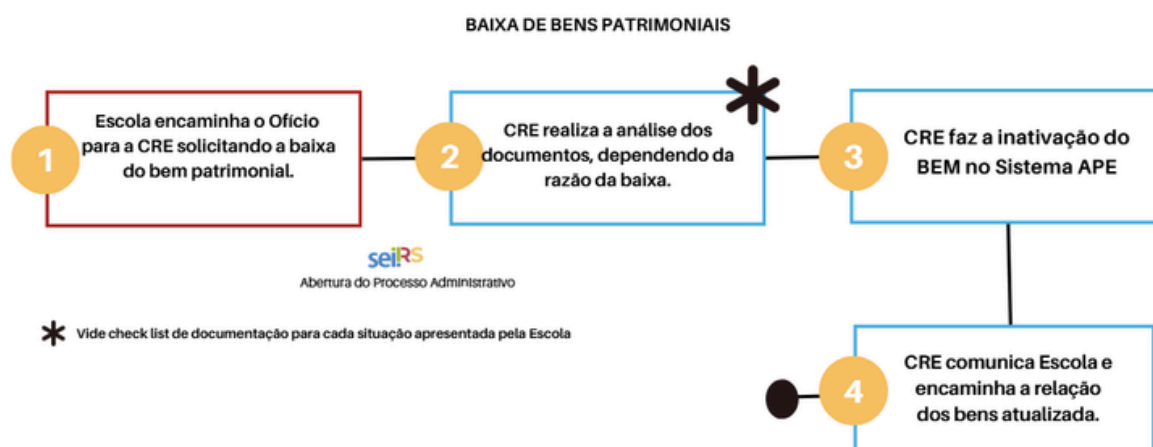 BAIXA DE BENS PATRIMONIAIS
1
Escola encaminha o Ofício
para a CRE solicitando a baixa
do bem patrimonial.
2
CRE realiza a análise dos
documentos, dependendo da
razão da baixa.
3
CRE faz a inativação do
BEM no Sistema APE
sei!RS
Abertura do Processo Administrativo
* Vide check list de documentação para cada situação apresentada pela Escola
4
CRE comunica Escola e
encaminha a relação
dos bens atualizada.